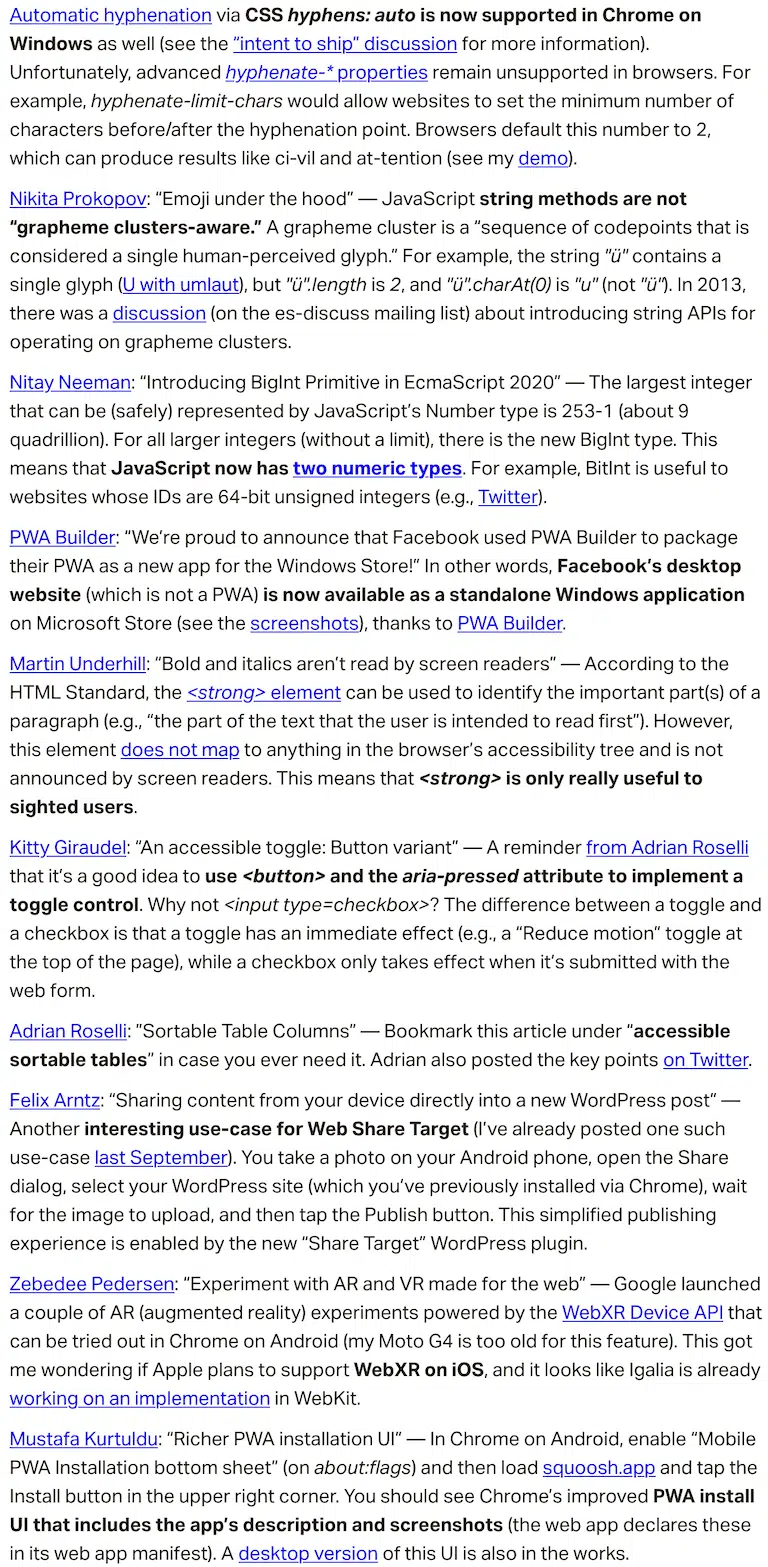 Automatic hyphenation via CSS hyphens: auto is now supported in Chrome on
Windows as well (see the “intent to ship” discussion for more information).
Unfortunately, advanced hyphenate-* properties remain unsupported in browsers. For
example, hyphenate-limit-chars would allow websites to set the minimum number of
characters before/after the hyphenation point. Browsers default this number to 2,
which can produce results like ci-vil and at-tention (see my demo).
Nikita Prokopov: “Emoji under the hood” — JavaScript string methods are not
“grapheme clusters-aware.” A grapheme cluster is a “sequence of codepoints that is
considered a single human-perceived glyph.” For example, the string "ü" contains a
single glyph (U with umlaut), but "ü".length is 2, and "ü".charAt(0) is "u" (not "ü"). In 2013,
there was a discussion (on the es-discuss mailing list) about introducing string APIs for
operating on grapheme clusters.
Nitay Neeman: “Introducing BigInt Primitive in EcmaScript 2020” — The largest integer
that can be (safely) represented by JavaScript’s Number type is 253-1 (about 9
quadrillion). For all larger integers (without a limit), there is the new BigInt type. This
means that JavaScript now has two numeric types. For example, BitInt is useful to
websites whose IDs are 64-bit unsigned integers (e.g., Twitter).
PWA Builder: “We’re proud to announce that Facebook used PWA Builder to package
their PWA as a new app for the Windows Store!” In other words, Facebook’s desktop
website (which is not a PWA) is now available as a standalone Windows application
on Microsoft Store (see the screenshots), thanks to PWA Builder.
Martin Underhill: “Bold and italics aren’t read by screen readers” — According to the
HTML Standard, the <strong> element can be used to identify the important part(s) of a
paragraph (e.g., “the part of the text that the user is intended to read first”). However,
this element does not map to anything in the browser’s accessibility tree and is not
announced by screen readers. This means that <strong> is only really useful to
sighted users.
Kitty Giraudel: “An accessible toggle: Button variant” — A reminder from Adrian Roselli
that it’s a good idea to use <button> and the aria-pressed attribute to implement a
toggle control. Why not <input type=checkbox>? The difference between a toggle and
a checkbox is that a toggle has an immediate effect (e.g., a “Reduce motion” toggle at
the top of the page), while a checkbox only takes effect when it’s submitted with the
web form.
Adrian Roselli: “Sortable Table Columns” — Bookmark this article under “accessible
sortable tables” in case you ever need it. Adrian also posted the key points on Twitter.
Felix Arntz: “Sharing content from your device directly into a new WordPress post” —
Another interesting use-case for Web Share Target (I’ve already posted one such
use-case last September). You take a photo on your Android phone, open the Share
dialog, select your WordPress site (which you’ve previously installed via Chrome), wait
for the image to upload, and then tap the Publish button. This simplified publishing
experience is enabled by the new “Share Target” WordPress plugin.
Zebedee Pedersen: “Experiment with AR and VR made for the web” — Google launched
a couple of AR (augmented reality) experiments powered by the WebXR Device API that
can be tried out in Chrome on Android (my Moto G4 is too old for this feature). This got
me wondering if Apple plans to support WebXR on iOS, and it looks like Igalia is already
working on an implementation in WebKit.
Mustafa Kurtuldu: “Richer PWA installation UI” — In Chrome on Android, enable “Mobile
PWA Installation bottom sheet” (on about:flags) and then load squoosh.app and tap the
Install button in the upper right corner. You should see Chrome’s improved PWA install
UI that includes the app’s description and screenshots (the web app declares these
in its web app manifest). A desktop version of this UI is also in the works.